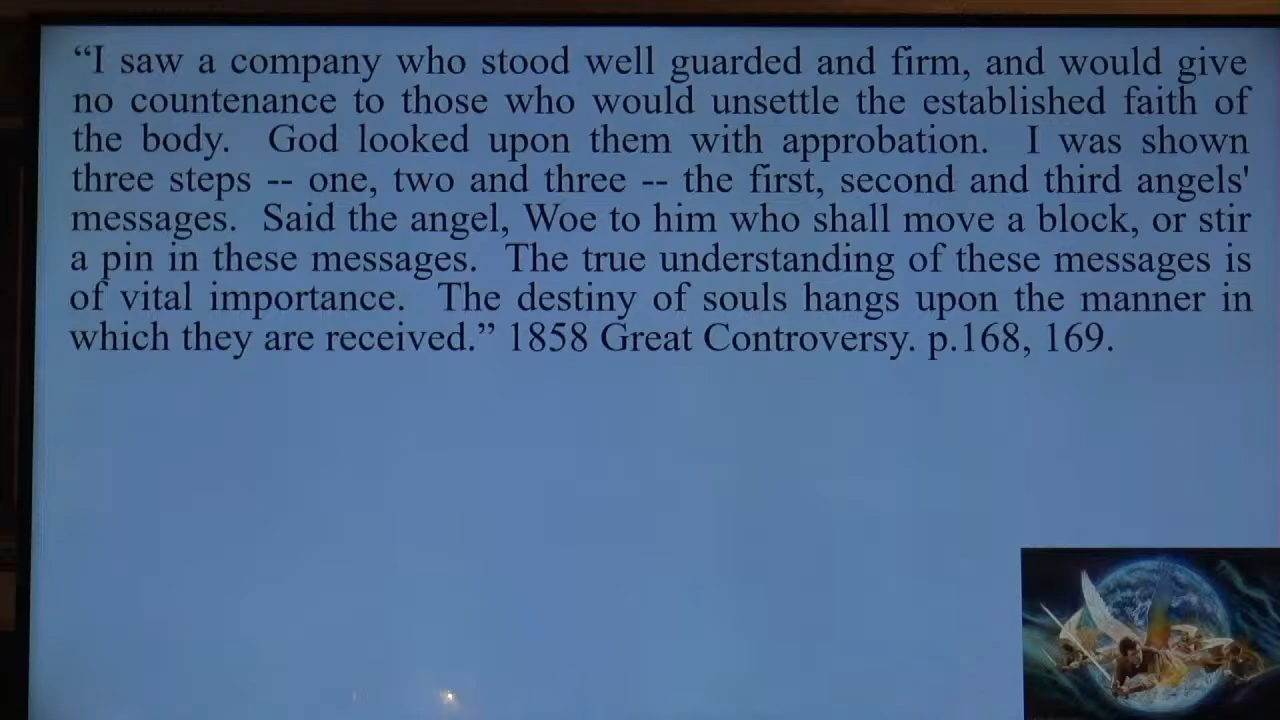 “I saw a company who stood well guarded and firm, and would give
no countenance to those who would unsettle the established faith of
the body.  God looked upon them with approbation.  I was shown
three steps -- one, two and three -- the first, second and third angels'
messages.  Said the angel, Woe to him who shall move a block, or stir
a pin in these messages.  The true understanding of these messages is
of vital importance.  The destiny of souls hangs upon the manner in
which they are received.” 1858 Great Controversy. p.168, 169.